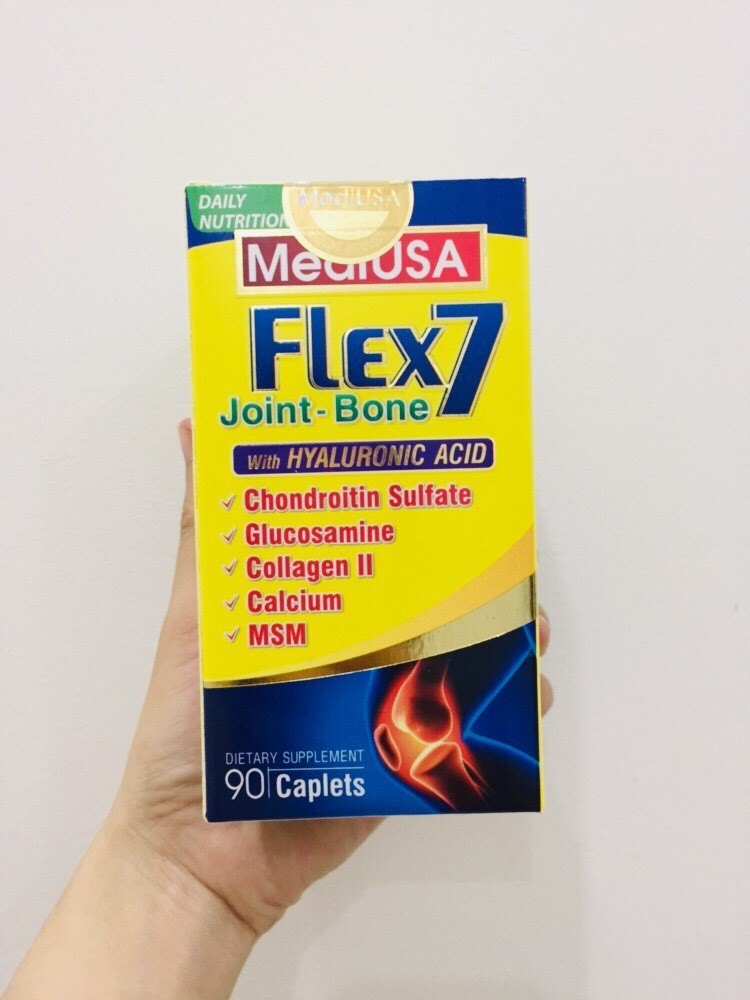 DAILY
NUTRITION
MediUSA
MediUSA
FLEX7
Joint-Bone
With HYALURONIC ACID
Chondroitin Sulfate
Glucosamine
Collagen II
Calcium
MSM
DIETARY SUPPLEMENT
90 Caplets